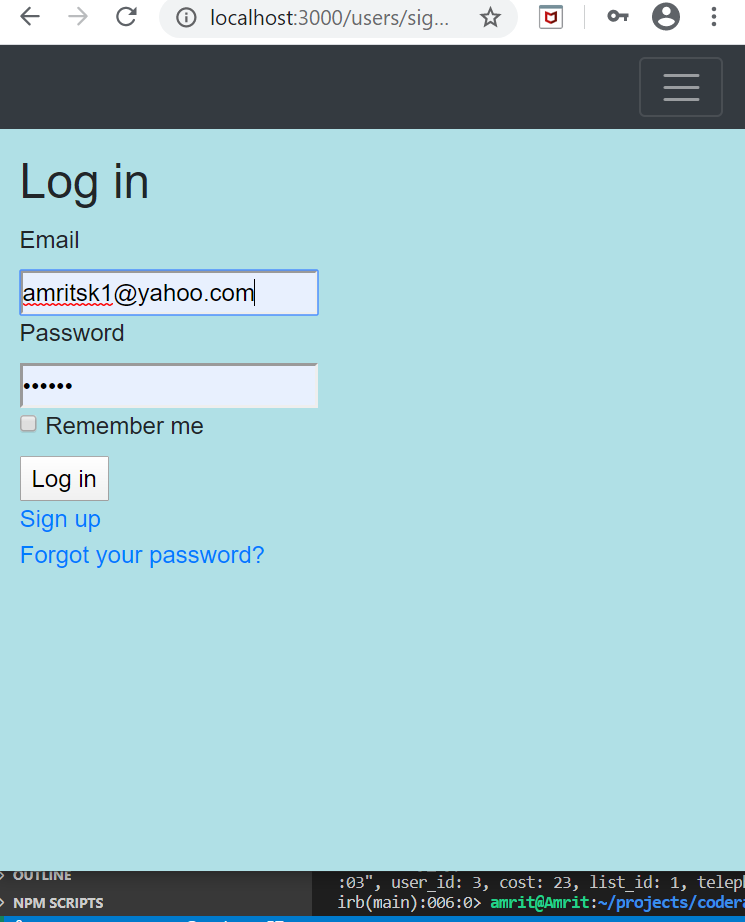 localhost:3000/users/sig...
Log in
Email
amritsk1@yahoo.com
Password
••••••
Remember me
Log in
Sign up
Forgot your password?
OUTLINE
:03", user_id: 3, cost: 23, list_id: 1, telep
NPM SCRIPTS
irb(main):006:0> amrit@Amrit:~/projects/codera